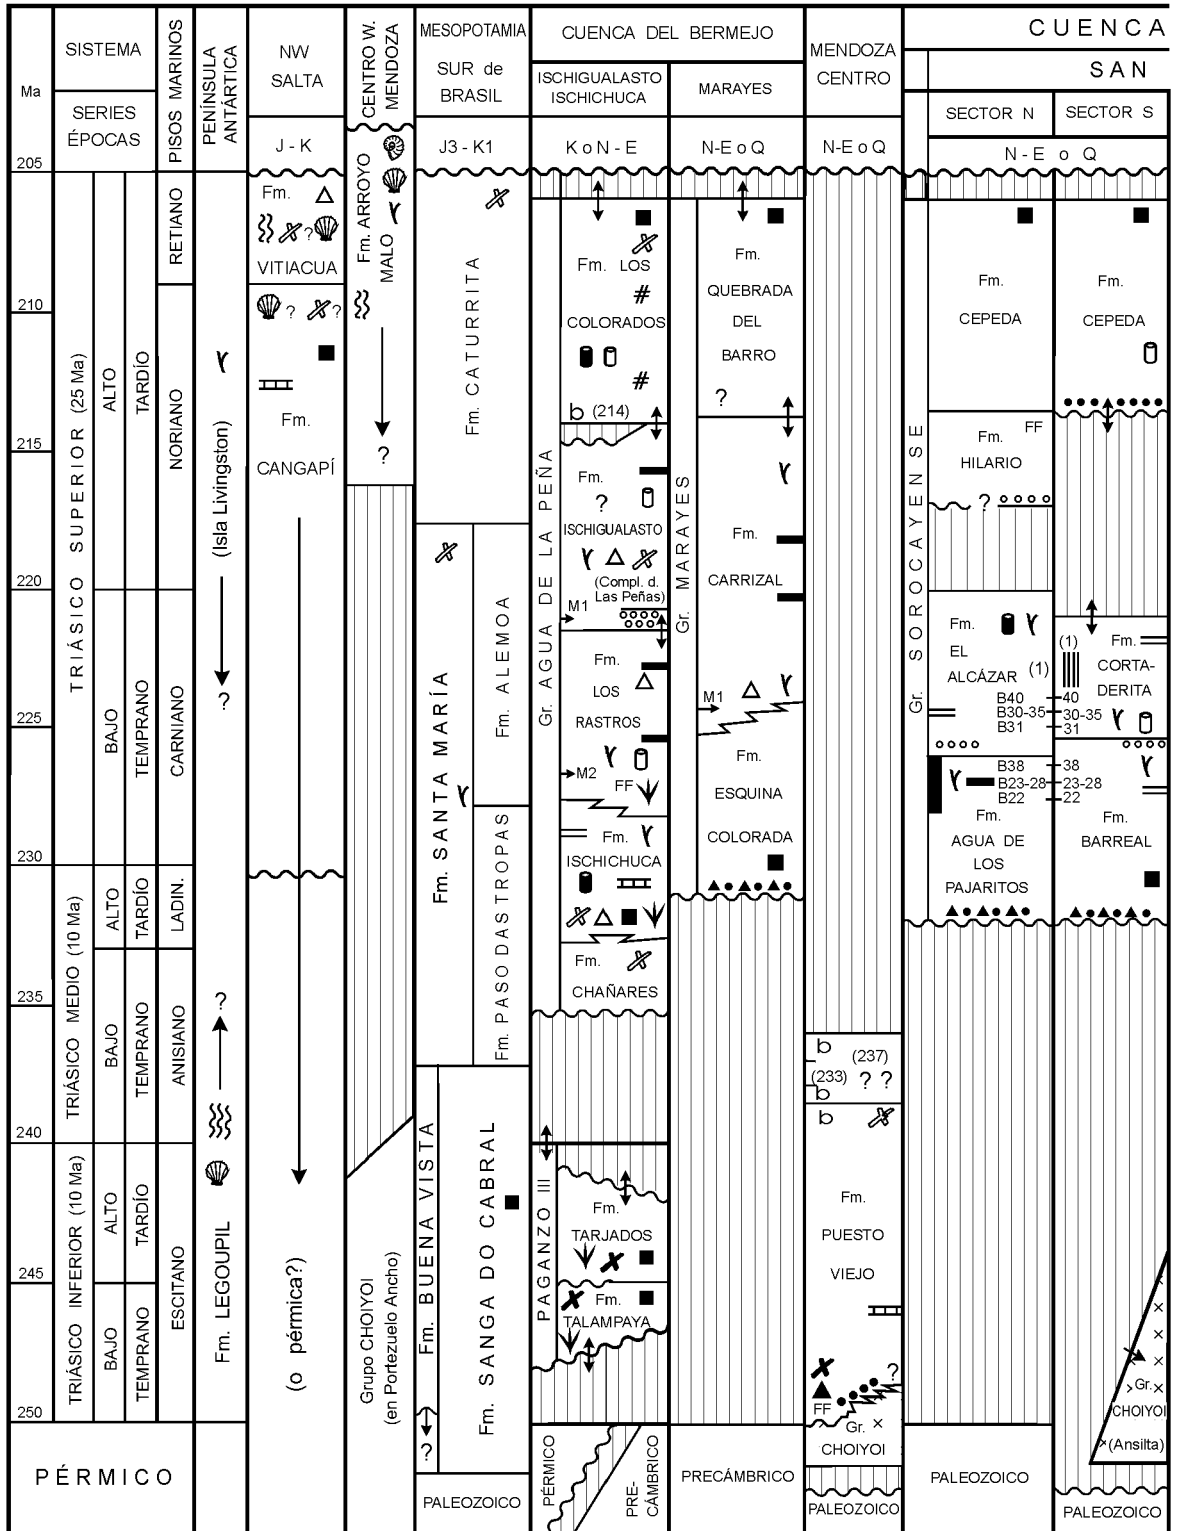 Ma
SISTEMA
SERIES
ÉPOCAS
PISOS MARINOS
PENÍNSULA
ANTÁRTICA
NW
SALTA
J - K
CENTRO W.
MENDOZA
MESOPOTAMIA
SUR de
BRASIL
J3 - K1
CUENCA DEL BERMEJO
ISCHIGUALASTO
ISCHICHUCA
K o N - E
MARAYES
N-E o Q
MENDOZA
CENTRO
N-E o Q
CUENCA
SAN
SECTOR N
SECTOR S
N - E o Q
205
210
215
220
225
230
235
240
245
250
TRIÁSICO SUPERIOR (25 Ma)
ALTO
TARDÍO
BAJO
TEMPRANO
TRIÁSICO MEDIO (10 Ma)
ALTO
TARDÍO
BAJO
TEMPRANO
TRIÁSICO INFERIOR (10 Ma)
ALTO
TARDÍO
BAJO
TEMPRANO
PÉRMICO
RETIANO
NORIANO
CARNIANO
LADIN.
ANISIANO
ESCITANO
(Isla Livingston)
?
?
Fm. LEGOUPIL
Fm.
?
VITIACUA
? ?
Fm.
CANGAPÍ
(o pérmica?)
Fm. ARROYO
MALO
?
Grupo CHOIYOI
(en Portezuelo Ancho)
Fm. CATURRITA
Fm. SANTA MARÍA
Fm. ALEMOA
Fm. PASO DAS TROPAS
Fm. BUENA VISTA
?
Fm. SANGA DO CABRAL
PALEOZOICO
Gr. AGUA DE LA PEÑA
Fm. LOS
#
COLORADOS
#
b (214)
Fm.
?
ISCHIGUALASTO
(Compl. d.
Las Peñas)
M1
Fm.
LOS
RASTROS
M2
FF
Fm.
ISCHICHUCA
Fm.
CHAÑARES
PAGANZO III
Fm.
TARJADOS
Fm.
TALAMPAYA
PÉRMICO
PRE-
CÁMBRICO
Gr. MARAYES
Fm.
QUEBRADA
DEL
BARRO
?
Fm.
CARRIZAL
M1
Fm.
ESQUINA
COLORADA
PRECÁMBRICO
b (237)
(233) ? ?
b
b
Fm.
PUESTO
VIEJO
?
FF
Gr. x
CHOIYOI
PALEOZOICO
Gr. SOROCAYENSE
Fm.
CEPEDA
Fm. FF
HILARIO
?
Fm.
EL
ALCÁZAR (1)
B40
B30-35
B31
B38
B23-28
B22
Fm.
AGUA DE
LOS
PAJARITOS
PALEOZOICO
Fm.
CEPEDA
(1) Fm.
CORTA-
DERITA
40
30-35
31
38
23-28
22
Fm.
BARREAL
x
x
x
x x
x Gr. x
CHOIYOI
x (Ansilta)
PALEOZOICO